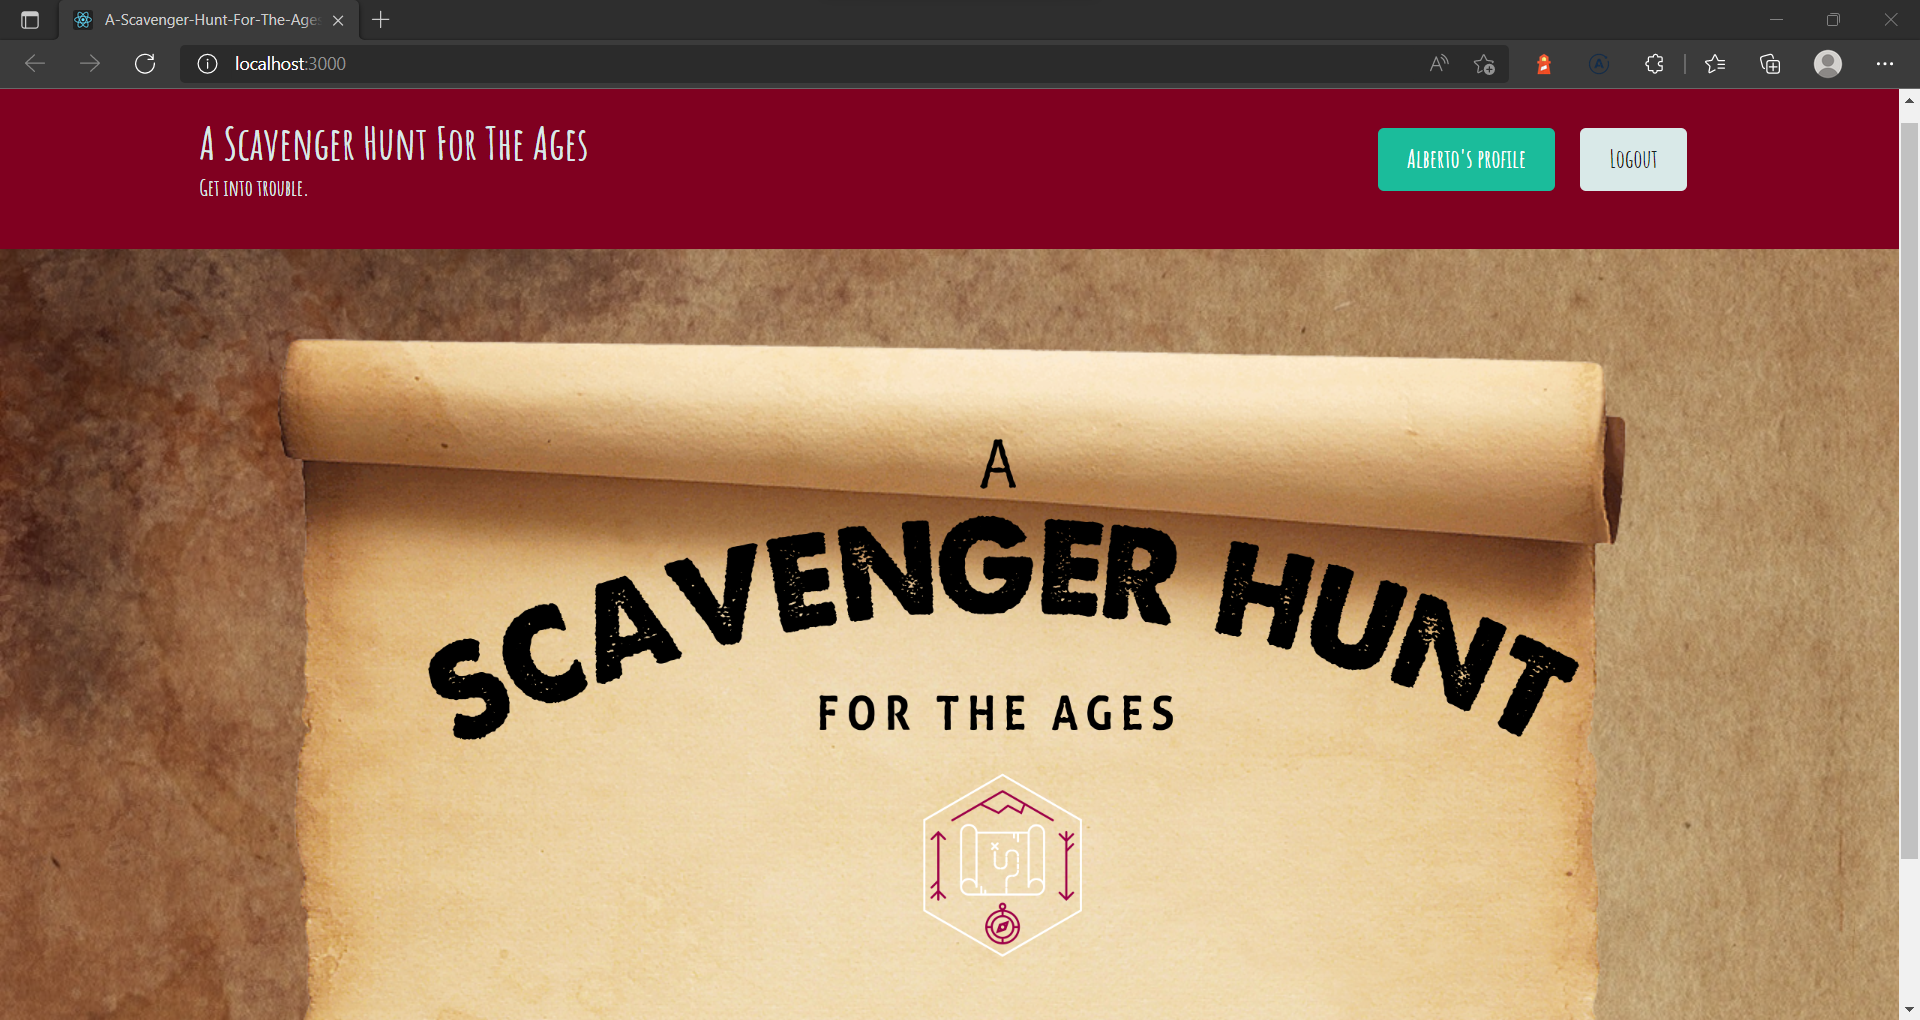 A-Scavenger-Hunt-For-The-Age
localhost:3000
A Scavenger Hunt For The Ages
Get into trouble.
Alberto's profile
Logout
A
SCAVENGER HUNT
FOR THE AGES